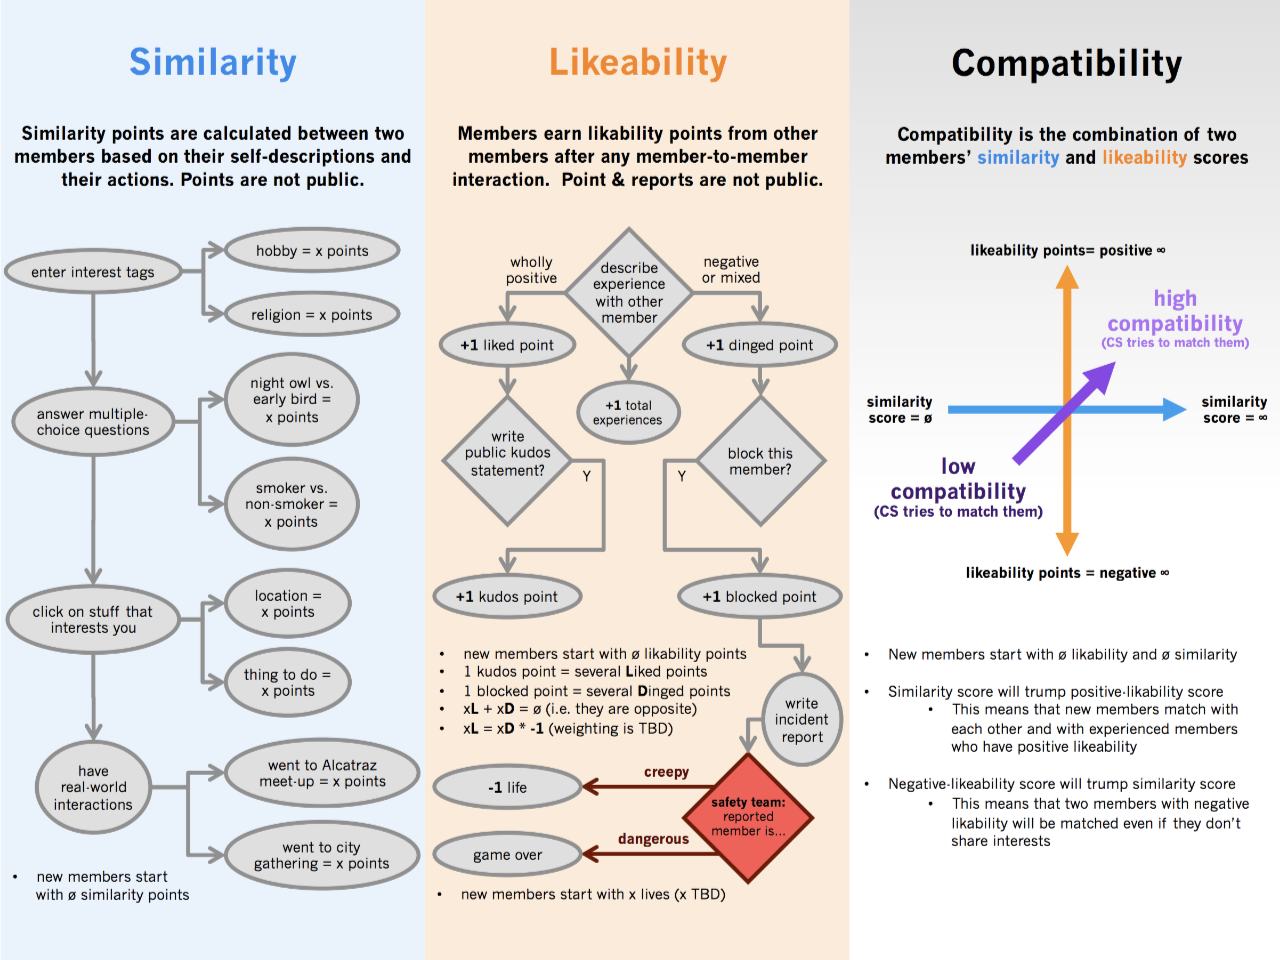 Similarity
Similarity points are calculated between two
members based on their self-descriptions and
their actions. Points are not public.
enter interest tags
hobby = x points
religion = x points
answer multiple-
choice questions
night owl vs.
early bird =
x points
smoker vs.
non-smoker =
x points
click on stuff that
interests you
location =
x points
thing to do =
x points
have
real-world
interactions
went to Alcatraz
meet-up = x points
went to city
gathering = x points
• new members start
with ø similarity points
Likeability
Members earn likability points from other
members after any member-to-member
interaction.  Point & reports are not public.
wholly
positive
describe
experience
with other
member
negative
or mixed
+1 liked point
+1 dinged point
+1 total
experiences
write
public kudos
statement?
Y
block this
member?
Y
+1 kudos point
+1 blocked point
• new members start with ø likability points
• 1 kudos point = several Liked points
• 1 blocked point = several Dinged points
• xL + xD = ø (i.e. they are opposite)
• xL = xD * -1 (weighting is TBD)
write
incident
report
safety team:
reported
member is...
creepy
-1 life
dangerous
game over
• new members start with x lives (x TBD)
Compatibility
Compatibility is the combination of two
members’ similarity and likeability scores
likeability points= positive ∞
high
compatibility
(CS tries to match them)
similarity
score = ø
similarity
score = ∞
low
compatibility
(CS tries to match them)
likeability points = negative ∞
• New members start with ø likability and ø similarity
• Similarity score will trump positive-likability score
• This means that new members match with
each other and with experienced members
who have positive likeability
• Negative-likeability score will trump similarity score
• This means that two members with negative
likability will be matched even if they don’t
share interests